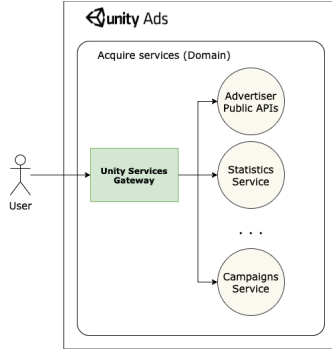 unity Ads
Acquire services (Domain)
Advertiser
Public APIs
Unity Services
Gateway
Statistics
Service
User
. . .
Campaigns
Service